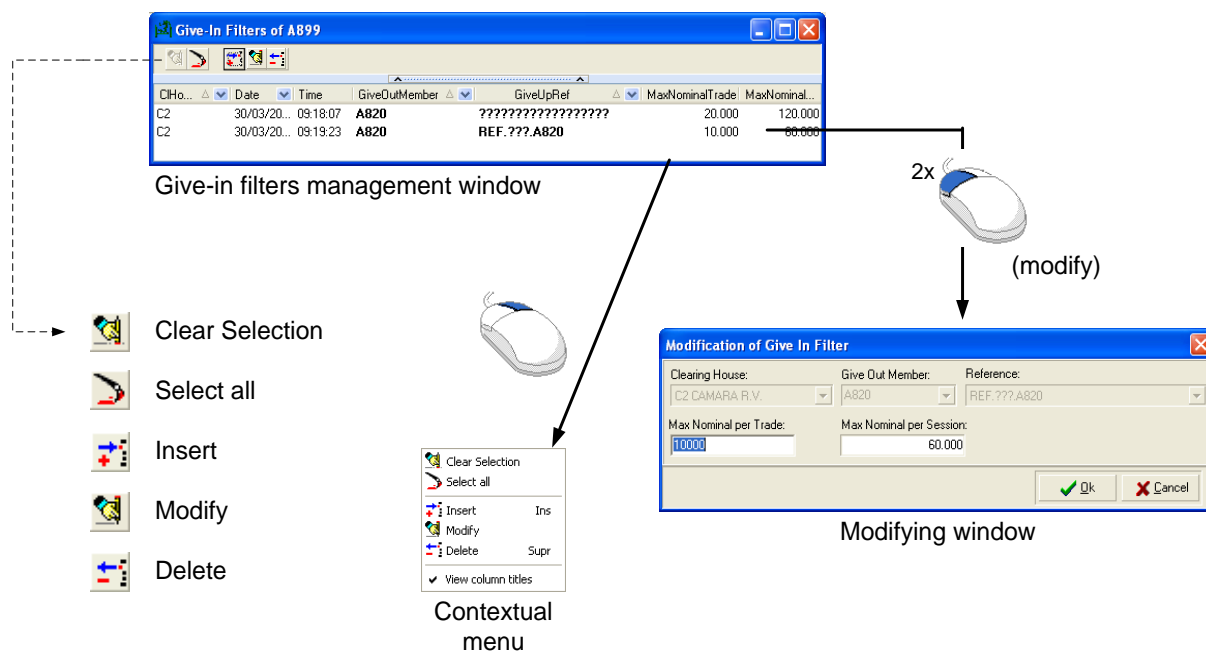 Give-In Filters of A899
ClHo... Date Time GiveOutMember GiveUpRef MaxNominalTrade MaxNominal...
C2 30/03/20... 09:18:07 A820 ??????????????????? 20.000 120.000
C2 30/03/20... 09:19:23 A820 REF.???.A820 10.000 60.000
Give-in filters management window
2x
(modify)
Clear Selection
Select all
Insert
Modify
Delete
Clear Selection
Select all
Insert Ins
Modify
Delete Supr
View column titles
Contextual
menu
Modification of Give In Filter
Clearing House: Give Out Member: Reference:
C2 CAMARA R.V. A820 REF.???.A820
Max Nominal per Trade: Max Nominal per Session:
10000 60.000
Ok Cancel
Modifying window